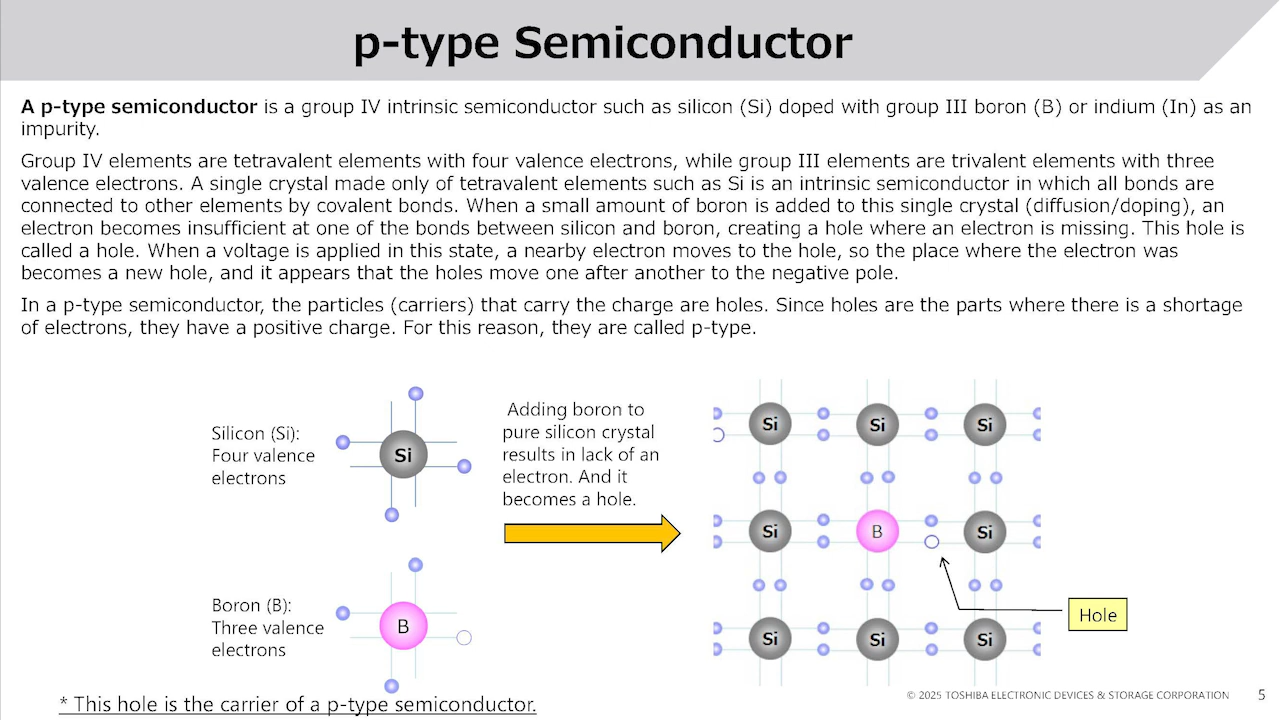 p-type Semiconductor
A p-type semiconductor is a group IV intrinsic semiconductor such as silicon (Si) doped with group III boron (B) or indium (In) as an
impurity.
Group IV elements are tetravalent elements with four valence electrons, while group III elements are trivalent elements with three
valence electrons. A single crystal made only of tetravalent elements such as Si is an intrinsic semiconductor in which all bonds are
connected to other elements by covalent bonds. When a small amount of boron is added to this single crystal (diffusion/doping), an
electron becomes insufficient at one of the bonds between silicon and boron, creating a hole where an electron is missing. This hole is
called a hole. When a voltage is applied in this state, a nearby electron moves to the hole, so the place where the electron was
becomes a new hole, and it appears that the holes move one after another to the negative pole.
In a p-type semiconductor, the particles (carriers) that carry the charge are holes. Since holes are the parts where there is a shortage
of electrons, they have a positive charge. For this reason, they are called p-type.
Silicon (Si):
Four valence
electrons
Si
Boron (B):
Three valence
electrons
B
Adding boron to
pure silicon crystal
results in lack of an
electron. And it
becomes a hole.
Si Si Si
Si B Si
Si Si Si
Hole
* This hole is the carrier of a p-type semiconductor.
© 2025 TOSHIBA ELECTRONIC DEVICES & STORAGE CORPORATION 5